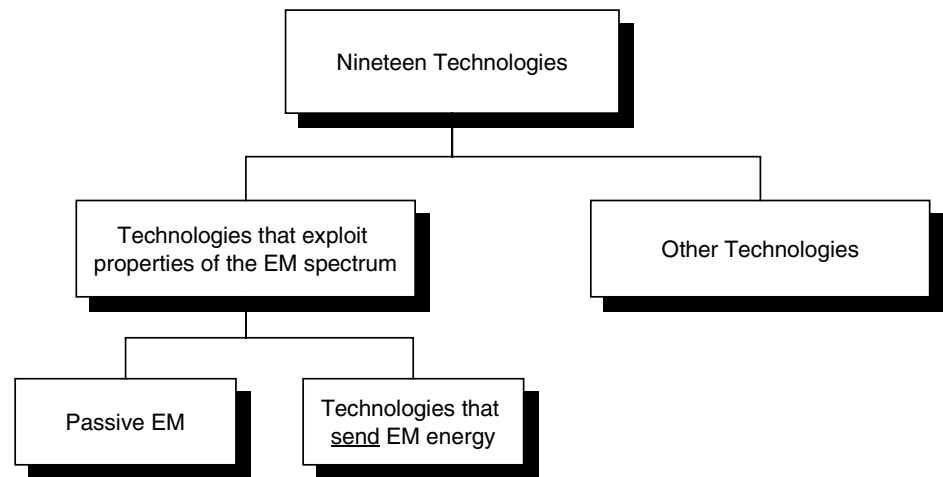 Nineteen Technologies
Technologies that exploit
properties of the EM spectrum
Other Technologies
Passive EM
Technologies that
send EM energy